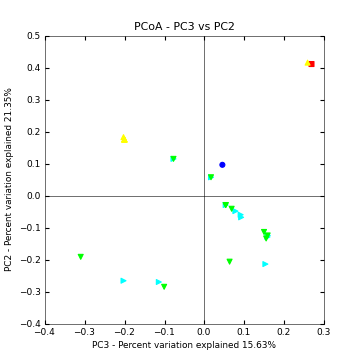 PCoA - PC3 vs PC2
PC2 - Percent variation explained 21.35%
0.5
0.4
0.3
0.2
0.1
0.0
−0.1
−0.2
−0.3
−0.4
−0.4 −0.3 −0.2 −0.1 0.0 0.1 0.2 0.3
PC3 - Percent variation explained 15.63%